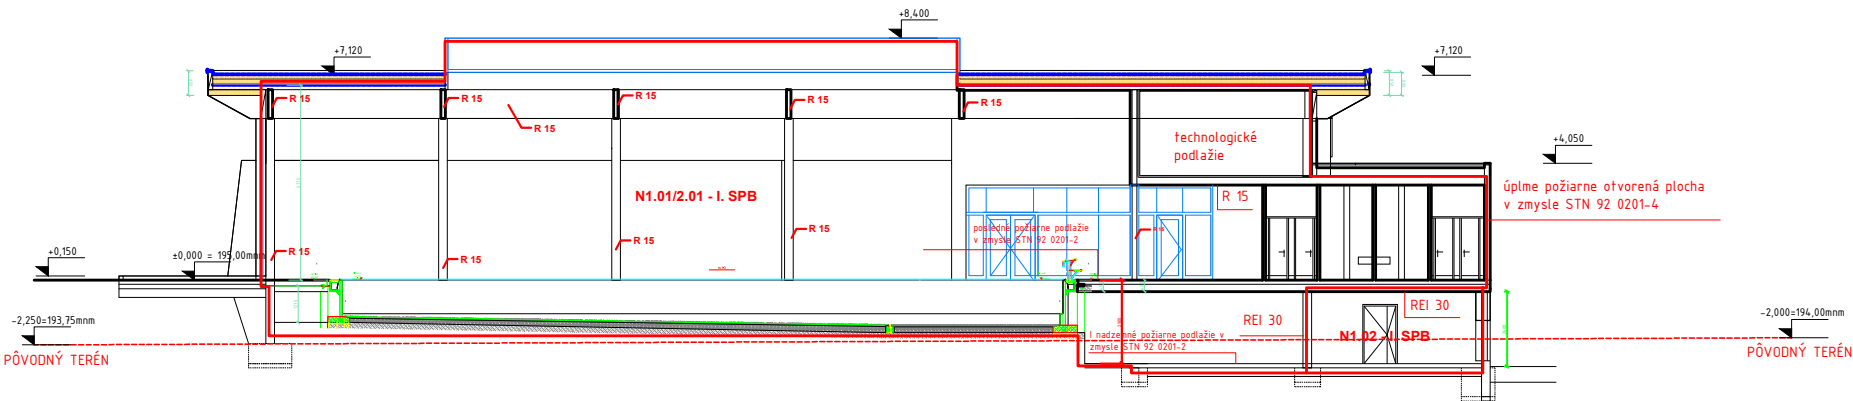 +8,400
+7,120
+7,120
R 15
R 15
R 15
R 15
R 15
R 15
technologické
podlažie
+4,050
N1.01/2.01 - I. SPB
R 15
úplme požiarne otvorená plocha
v zmysle STN 92 0201-4
posledné požiarne podlažie
v zmysle STN 92 0201-2
R 15
R 15
R 15
R 15
R 15
+0,150
±0,000 = 195,00mnm
-2,250=193,75mnm
PÔVODNÝ TERÉN
REI 30
REI 30
I nadzemné požiarne podlažie v
zmysle STN 92 0201-2
N1.02 - I. SPB
-2,000=194,00mnm
PÔVODNÝ TERÉN